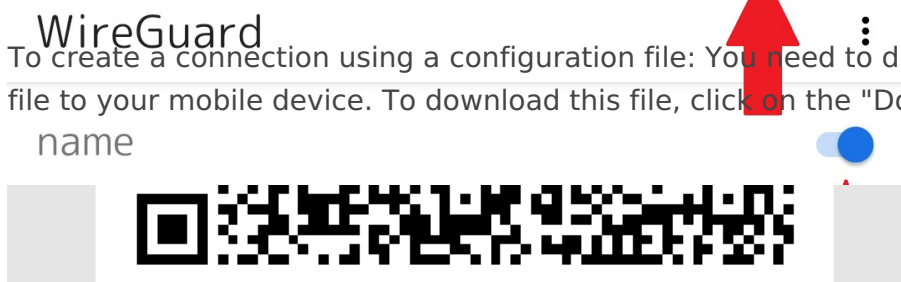 WireGuard
To create a connection using a configuration file: You need to d
file to your mobile device. To download this file, click on the "Do
name